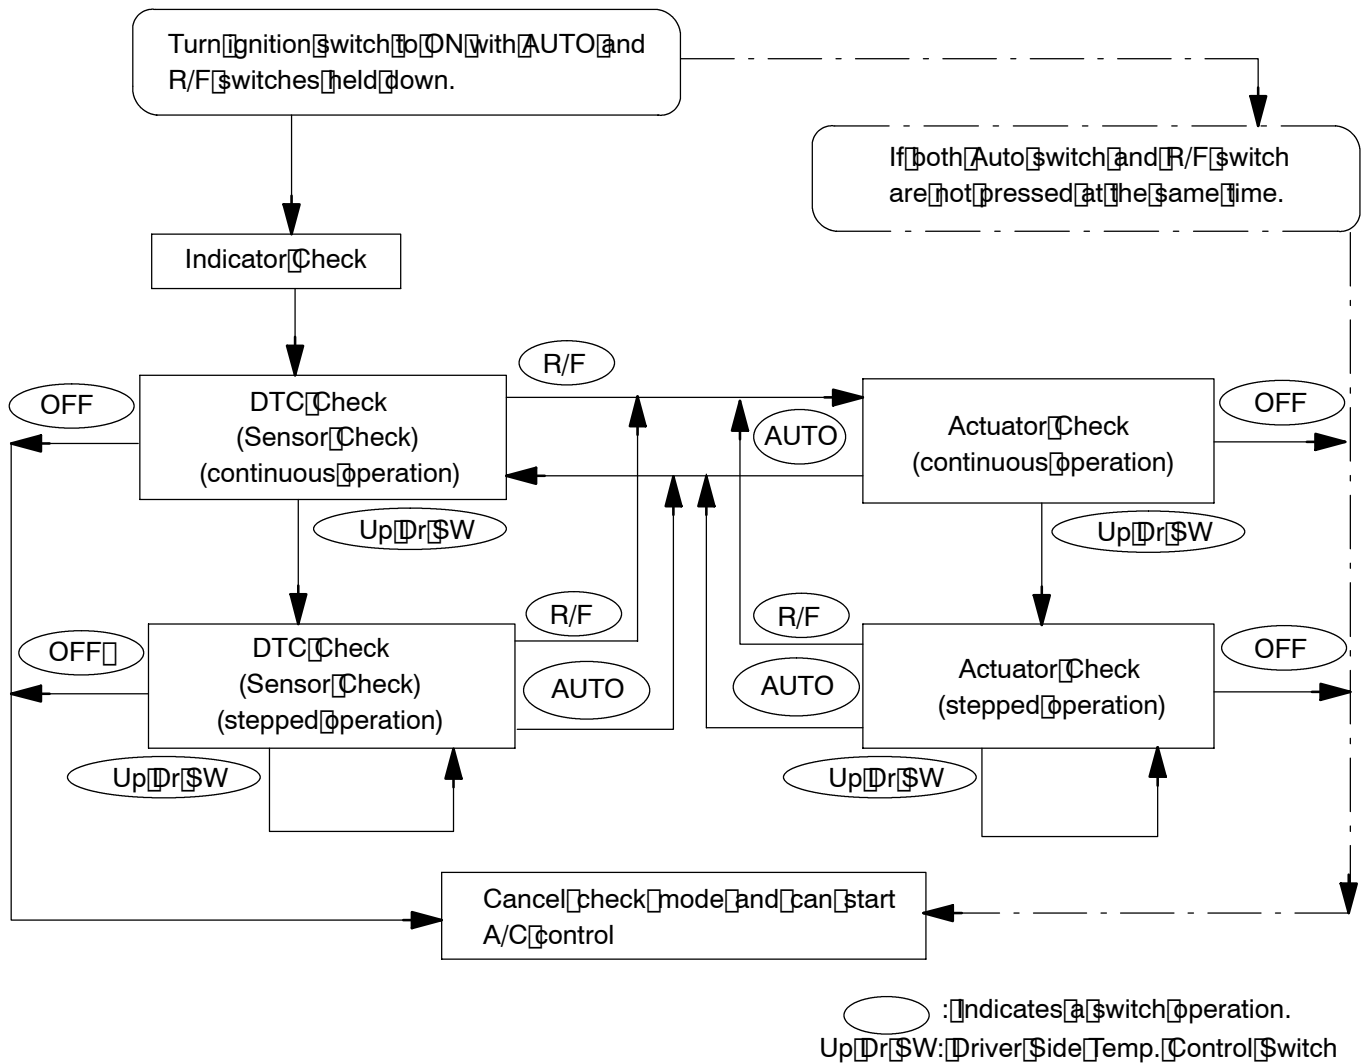 Turn ignition switch to ON with AUTO and
R/F switches held down.
If both Auto switch and R/F switch
are not pressed at the same time.
Indicator Check
R/F
OFF
DTC Check
(Sensor Check)
(continuous operation)
AUTO
Actuator Check
(continuous operation)
OFF
Up Dr SW
Up Dr SW
R/F
R/F
OFF
DTC Check
(Sensor Check)
(stepped operation)
AUTO
AUTO
Actuator Check
(stepped operation)
OFF
Up Dr SW
Up Dr SW
Cancel check mode and can start
A/C control
: Indicates a switch operation.
Up Dr SW: Driver Side Temp. Control Switch